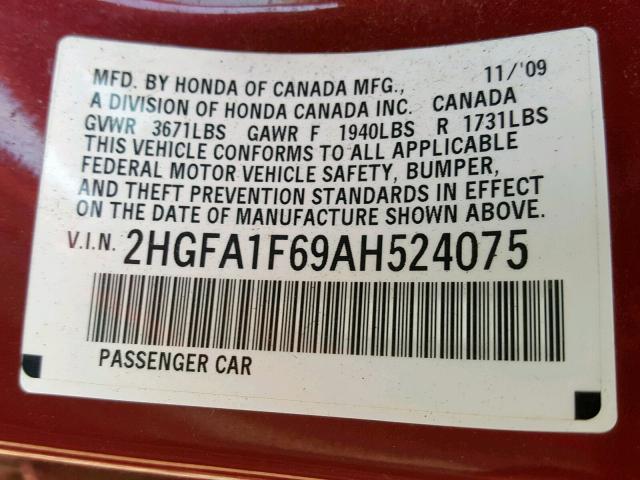 MFD. BY HONDA OF CANADA MFG., 11/'09
A DIVISION OF HONDA CANADA INC. CANADA
GVWR 3671LBS GAWR F 1940LBS R 1731LBS
THIS VEHICLE CONFORMS TO ALL APPLICABLE
FEDERAL MOTOR VEHICLE SAFETY, BUMPER,
AND THEFT PREVENTION STANDARDS IN EFFECT
ON THE DATE OF MANUFACTURE SHOWN ABOVE.
V.I.N. 2HGFA1F69AH524075
PASSENGER CAR